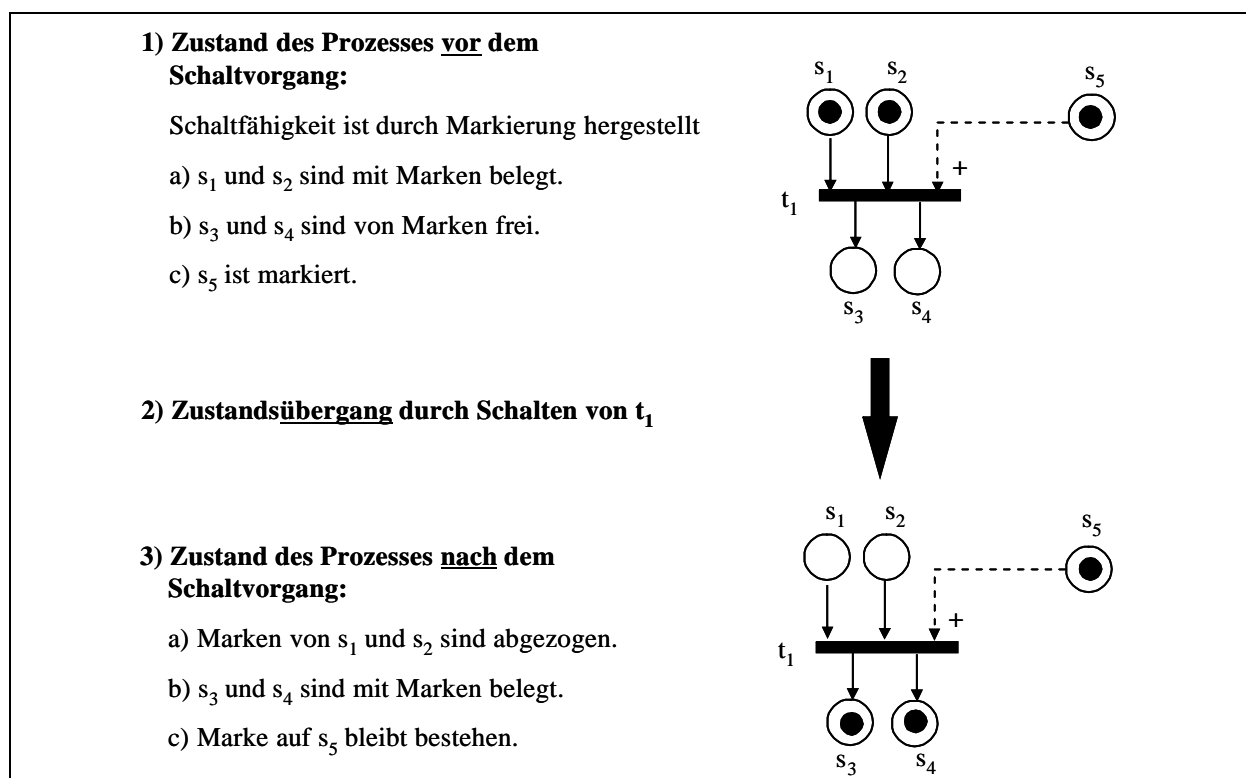 1) Zustand des Prozesses vor dem
Schaltvorgang:
Schaltfähigkeit ist durch Markierung hergestellt
a) s₁ und s₂ sind mit Marken belegt.
b) s₃ und s₄ sind von Marken frei.
c) s₅ ist markiert.
s₁ s₂ s₅
+
t₁
s₃ s₄
2) Zustandsübergang durch Schalten von t₁
3) Zustand des Prozesses nach dem
Schaltvorgang:
a) Marken von s₁ und s₂ sind abgezogen.
b) s₃ und s₄ sind mit Marken belegt.
c) Marke auf s₅ bleibt bestehen.
s₁ s₂ s₅
+
t₁
s₃ s₄